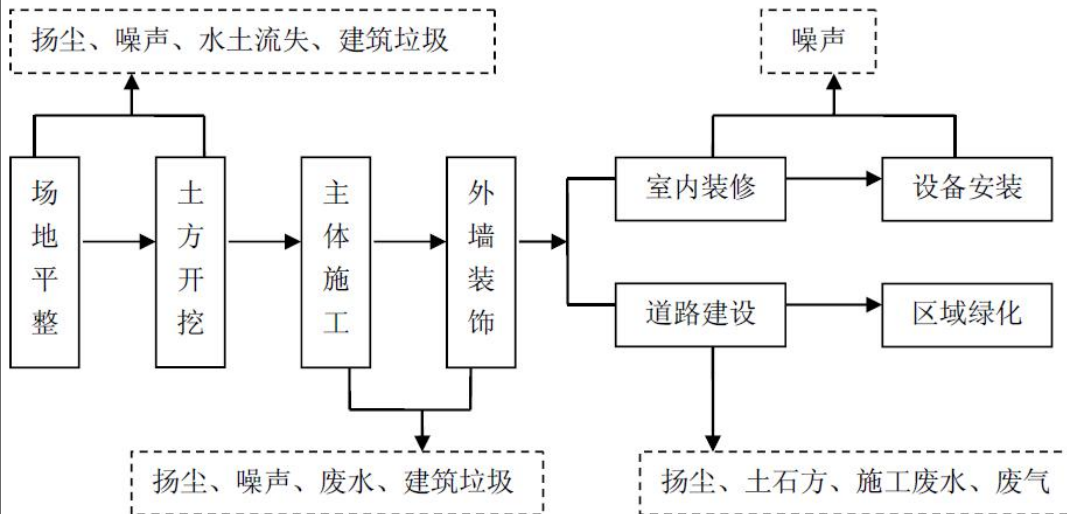 扬尘、噪声、水土流失、建筑垃圾
噪声
场地平整
土方开挖
主体施工
外墙装饰
室内装修
设备安装
道路建设
区域绿化
扬尘、噪声、废水、建筑垃圾
扬尘、土石方、施工废水、废气